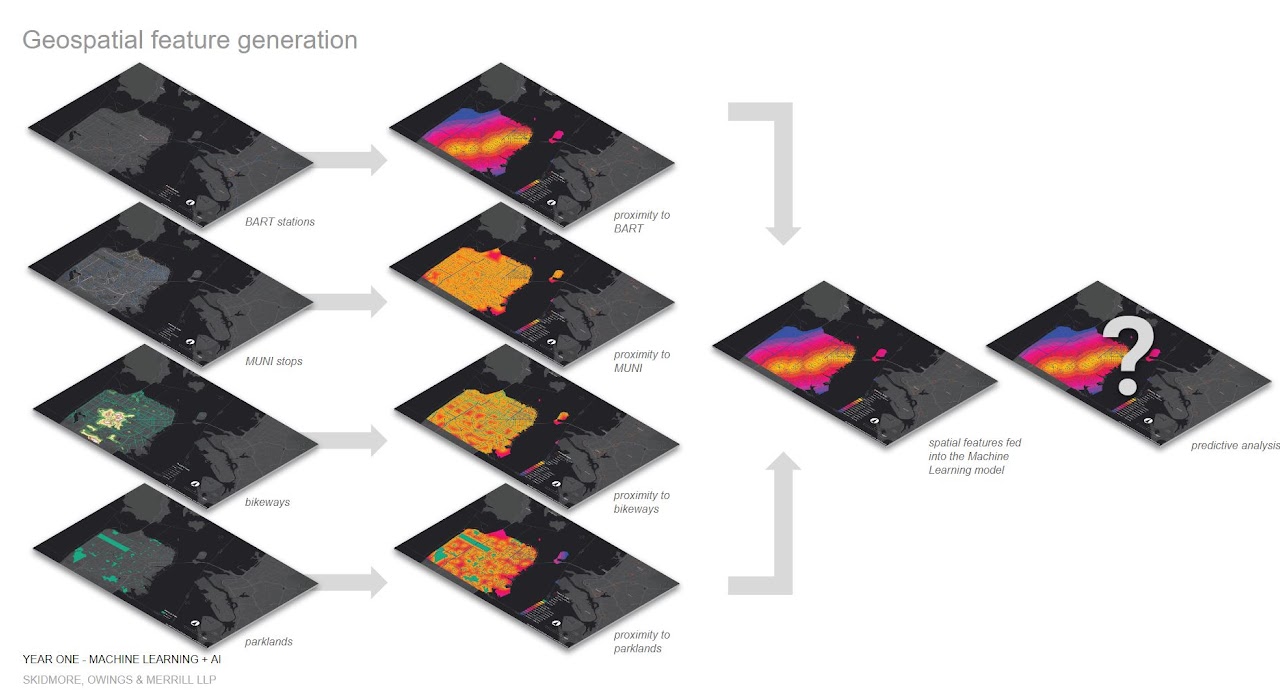 Geospatial feature generation
BART stations
proximity to
BART
MUNI stops
proximity to
MUNI
bikeways
proximity to
bikeways
parklands
proximity to
parklands
spatial features fed
into the Machine
Learning model
?
predictive analysis
YEAR ONE - MACHINE LEARNING + AI
SKIDMORE, OWINGS & MERRILL LLP